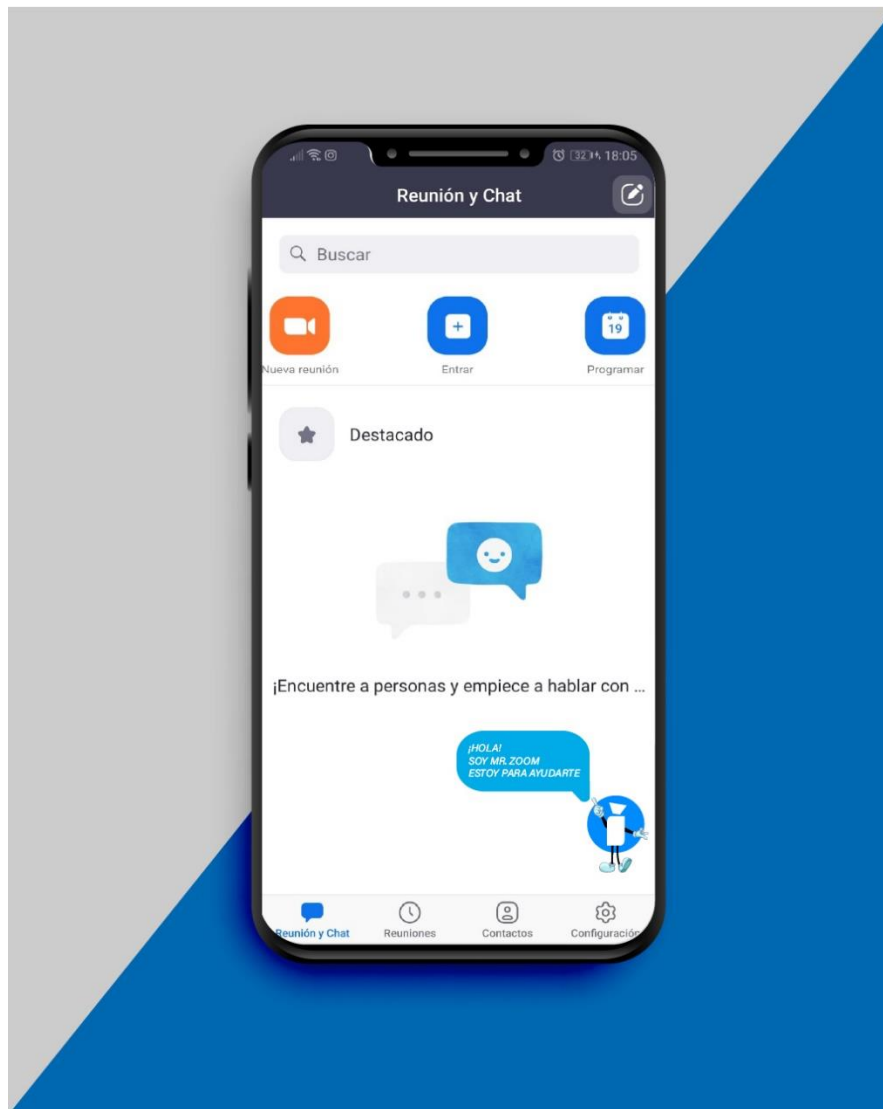 32 18:05
Reunión y Chat
Buscar
19
Nueva reunión Entrar Programar
Destacado
¡Encuentre a personas y empiece a hablar con ...
¡HOLA!
SOY MR. ZOOM
ESTOY PARA AYUDARTE
Reunión y Chat Reuniones Contactos Configuración